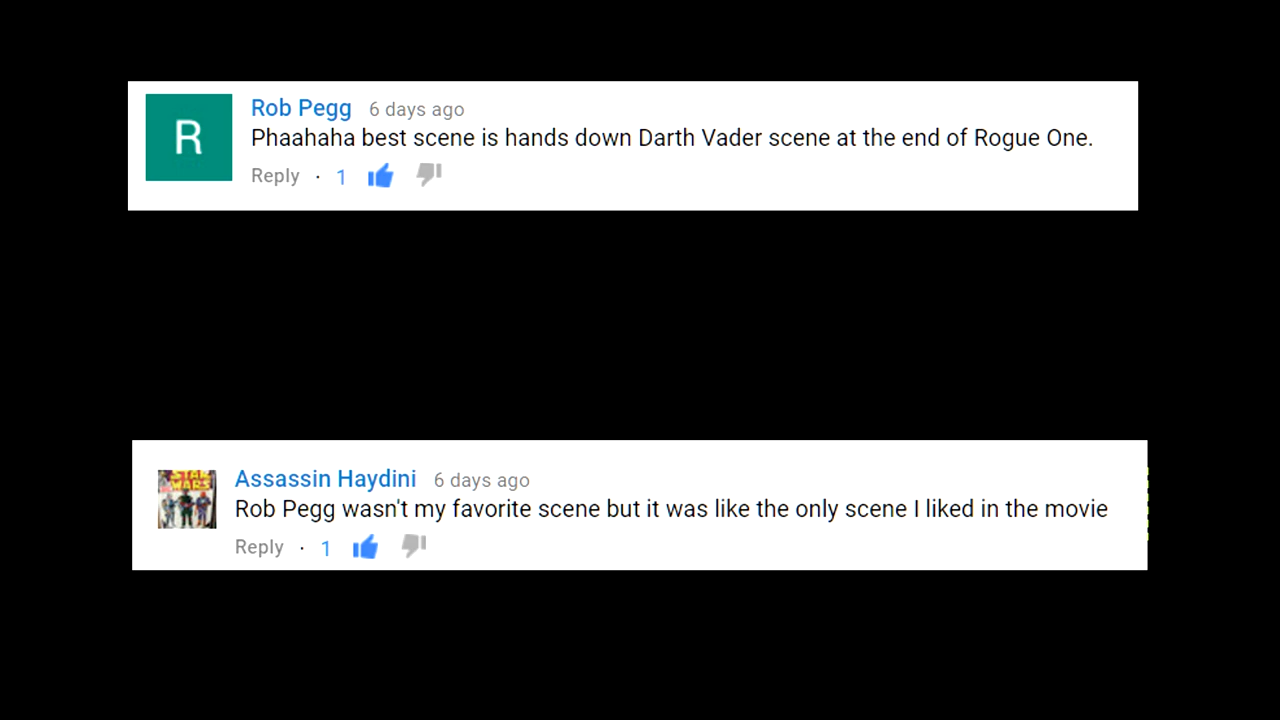 R
Rob Pegg 6 days ago
Phaahaha best scene is hands down Darth Vader scene at the end of Rogue One.
Reply · 1
STAR
WARS
Assassin Haydini 6 days ago
Rob Pegg wasn't my favorite scene but it was like the only scene I liked in the movie
Reply · 1